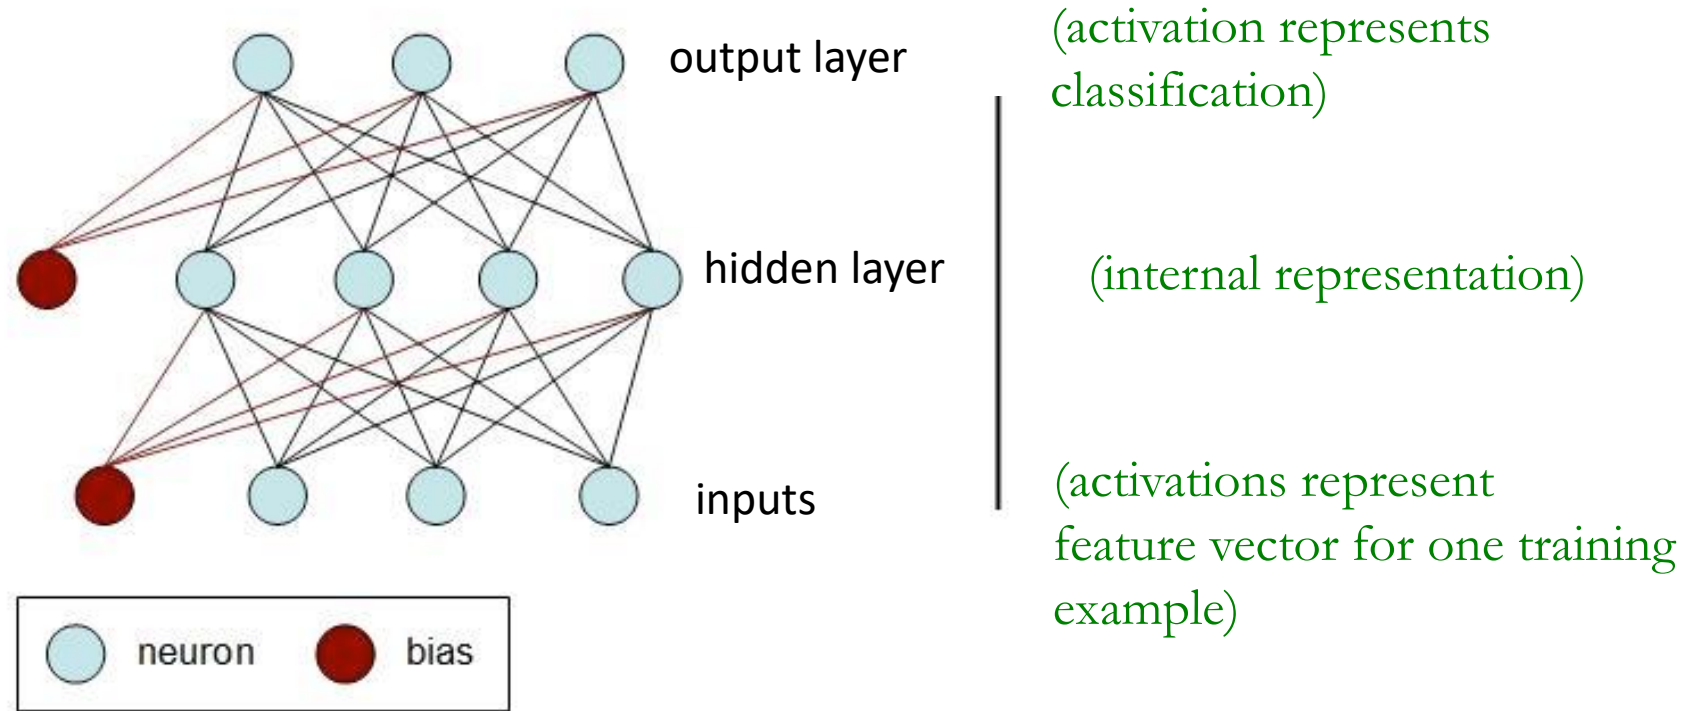 output layer
(activation represents
classification)
hidden layer
(internal representation)
inputs
(activations represent
feature vector for one training
example)
neuron
bias